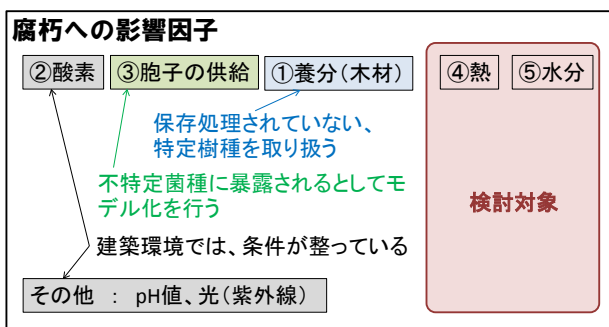 腐朽への影響因子
②酸素 ③胞子の供給 ①養分(木材) ④熱 ⑤水分
保存処理されていない、
特定樹種を取り扱う
不特定菌種に暴露されるとしてモ
デル化を行う
検討対象
建築環境では、条件が整っている
その他 : pH値、光(紫外線)